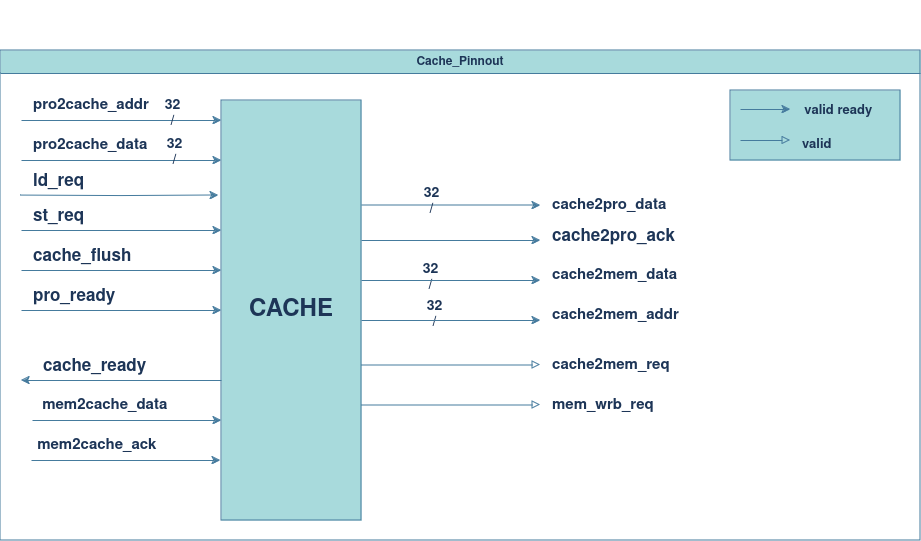 Cache_Pinnout
pro2cache_addr 32
pro2cache_data 32
ld_req
st_req
cache_flush
pro_ready
cache_ready
mem2cache_data
mem2cache_ack
CACHE
32
cache2pro_data
cache2pro_ack
32
cache2mem_data
32
cache2mem_addr
cache2mem_req
mem_wrb_req
valid ready
valid